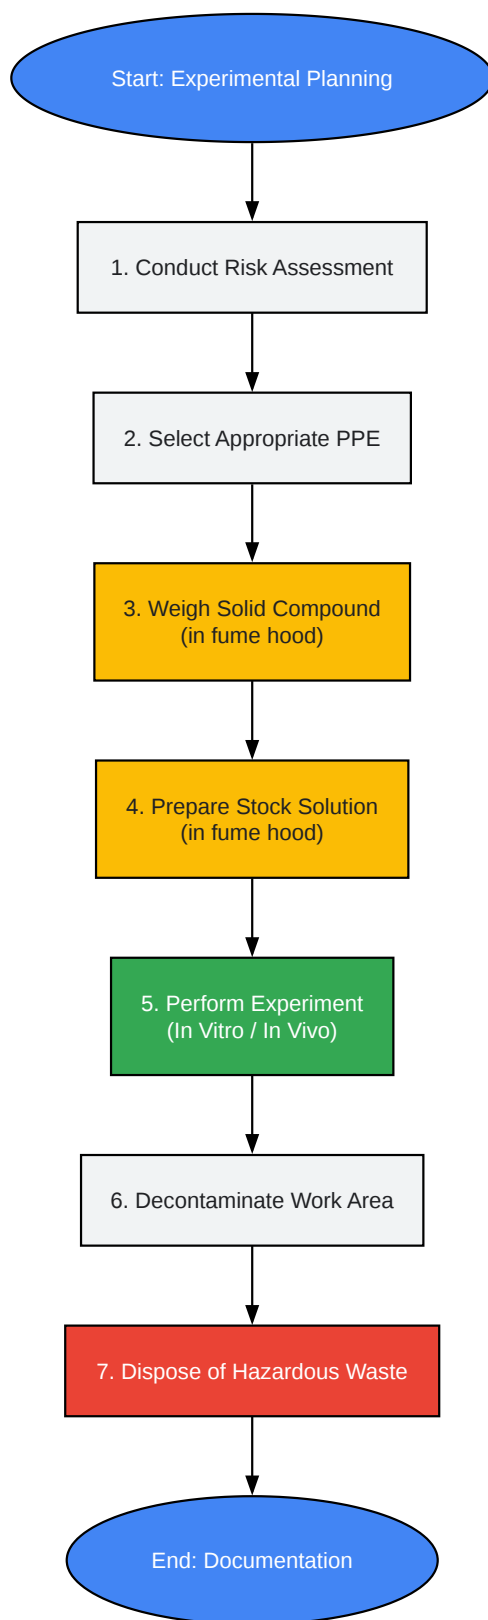 Start: Experimental Planning
1. Conduct Risk Assessment
2. Select Appropriate PPE
3. Weigh Solid Compound
(in fume hood)
4. Prepare Stock Solution
(in fume hood)
5. Perform Experiment
(In Vitro / In Vivo)
6. Decontaminate Work Area
7. Dispose of Hazardous Waste
End: Documentation